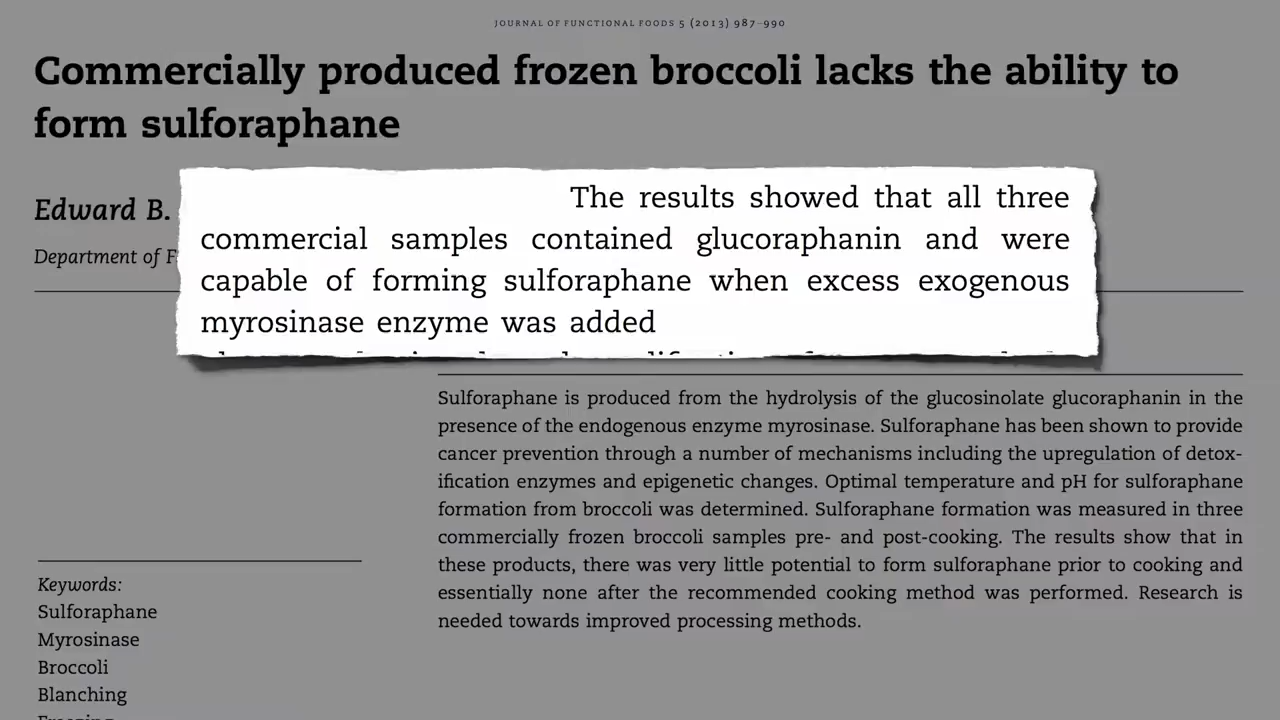 JOURNAL OF FUNCTIONAL FOODS 5 (2013) 987–990
Commercially produced frozen broccoli lacks the ability to
form sulforaphane
Edward B.
Department of F
The results showed that all three
commercial samples contained glucoraphanin and were
capable of forming sulforaphane when excess exogenous
myrosinase enzyme was added
Sulforaphane is produced from the hydrolysis of the glucosinolate glucoraphanin in the
presence of the endogenous enzyme myrosinase. Sulforaphane has been shown to provide
cancer prevention through a number of mechanisms including the upregulation of detox-
ification enzymes and epigenetic changes. Optimal temperature and pH for sulforaphane
formation from broccoli was determined. Sulforaphane formation was measured in three
commercially frozen broccoli samples pre- and post-cooking. The results show that in
these products, there was very little potential to form sulforaphane prior to cooking and
essentially none after the recommended cooking method was performed. Research is
needed towards improved processing methods.
Keywords:
Sulforaphane
Myrosinase
Broccoli
Blanching